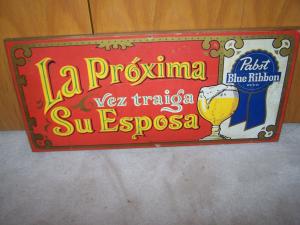 La Próxima
vez traiga
Su Esposa
Pabst
Blue Ribbon